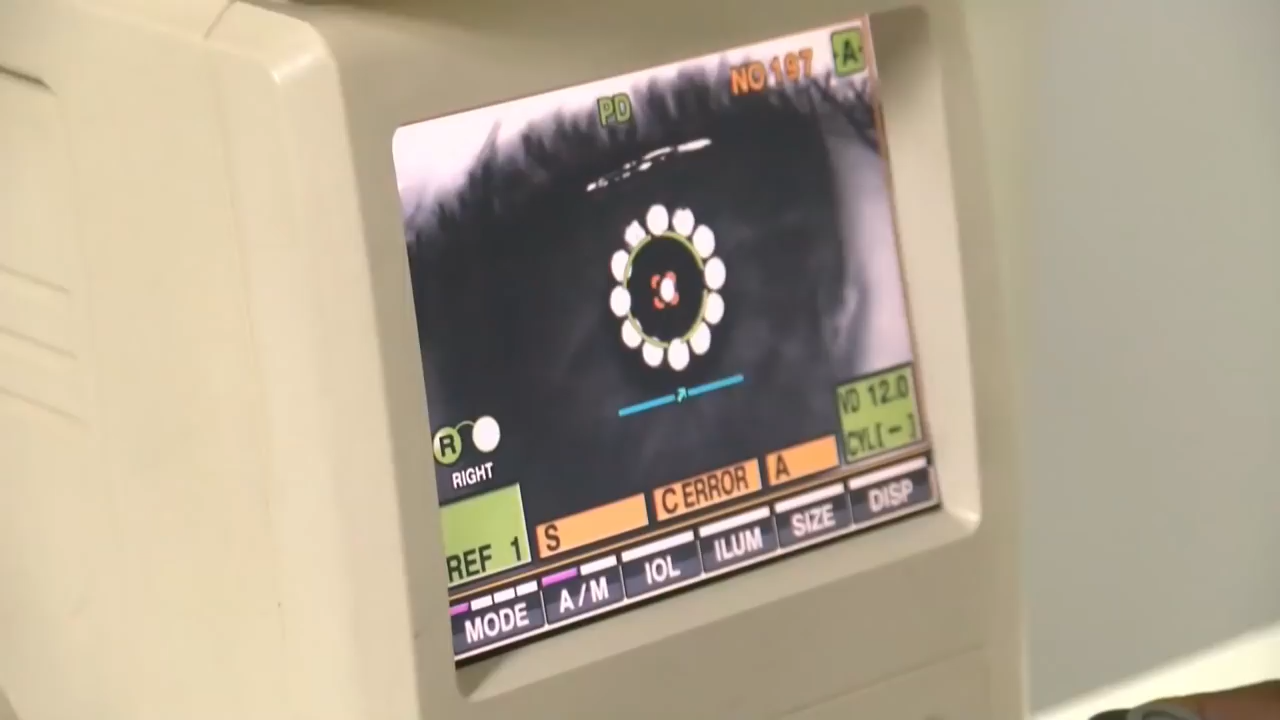 NO 197 A
PD
R
RIGHT
VD 12.0
CYL[-]
REF 1
S
C ERROR
A
MODE
A/M
IOL
ILUM
SIZE
DISP